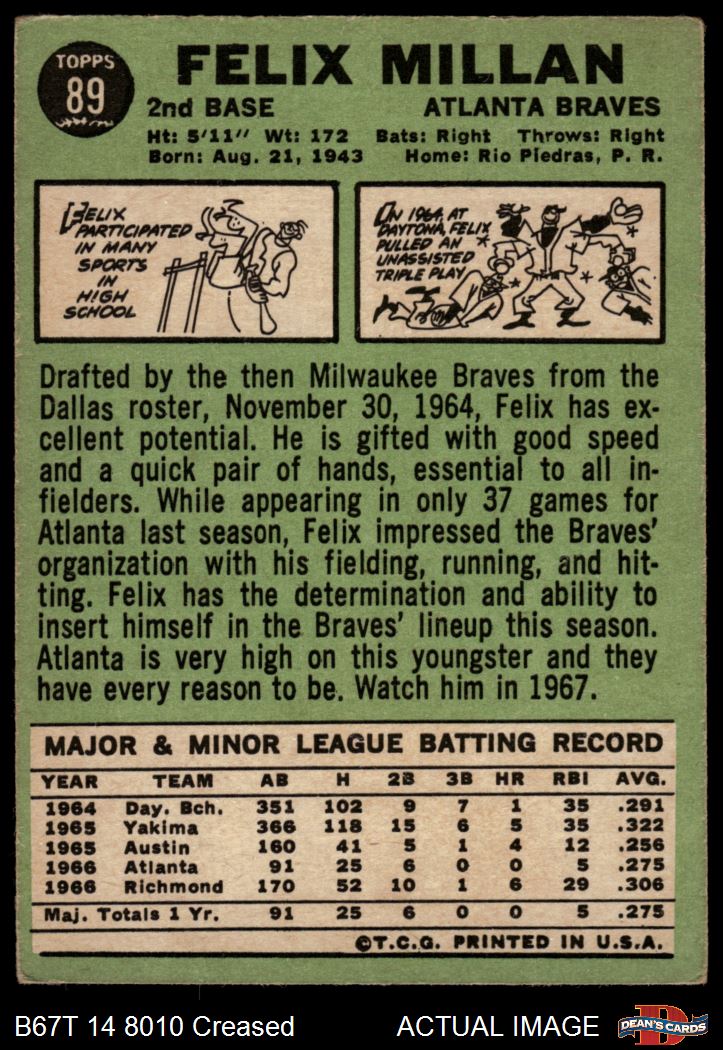 TOPPS
89
FELIX MILLAN
2nd BASE ATLANTA BRAVES
Ht: 5'11" Wt: 172 Bats: Right Throws: Right
Born: Aug. 21, 1943 Home: Rio Piedras, P. R.
FELIX
PARTICIPATED
IN MANY
SPORTS
IN
HIGH
SCHOOL
IN 1964, AT
DAYTONA, FELIX
PULLED AN
UNASSISTED
TRIPLE PLAY
Drafted by the then Milwaukee Braves from the
Dallas roster, November 30, 1964, Felix has ex-
cellent potential. He is gifted with good speed
and a quick pair of hands, essential to all in-
fielders. While appearing in only 37 games for
Atlanta last season, Felix impressed the Braves'
organization with his fielding, running, and hit-
ting. Felix has the determination and ability to
insert himself in the Braves' lineup this season.
Atlanta is very high on this youngster and they
have every reason to be. Watch him in 1967.
MAJOR & MINOR LEAGUE BATTING RECORD
YEAR TEAM AB H 2B 3B HR RBI AVG.
1964 Day. Bch. 351 102 9 7 1 35 .291
1965 Yakima 366 118 15 6 5 35 .322
1965 Austin 160 41 5 1 4 12 .256
1966 Atlanta 91 25 6 0 0 5 .275
1966 Richmond 170 52 10 1 6 29 .306
Maj. Totals 1 Yr. 91 25 6 0 0 5 .275
©T.C.G. PRINTED IN U.S.A.
B67T 14 8010 Creased ACTUAL IMAGE
D
DEAN'S CARDS